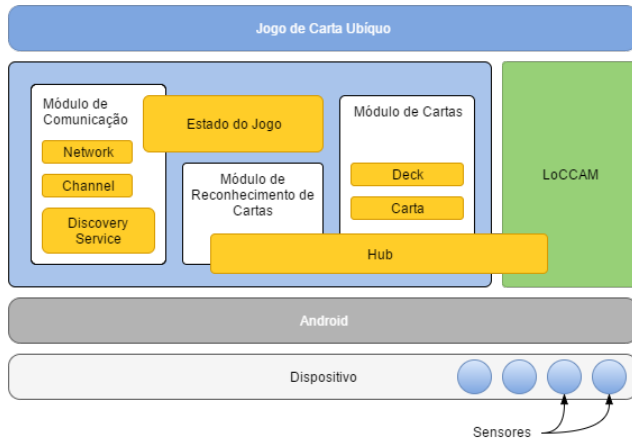 Jogo de Carta Ubíquo
Módulo de
Comunicação
Network
Channel
Discovery
Service
Estado do Jogo
Módulo de
Reconhecimento de
Cartas
Módulo de Cartas
Deck
Carta
Hub
LoCCAM
Android
Dispositivo
Sensores